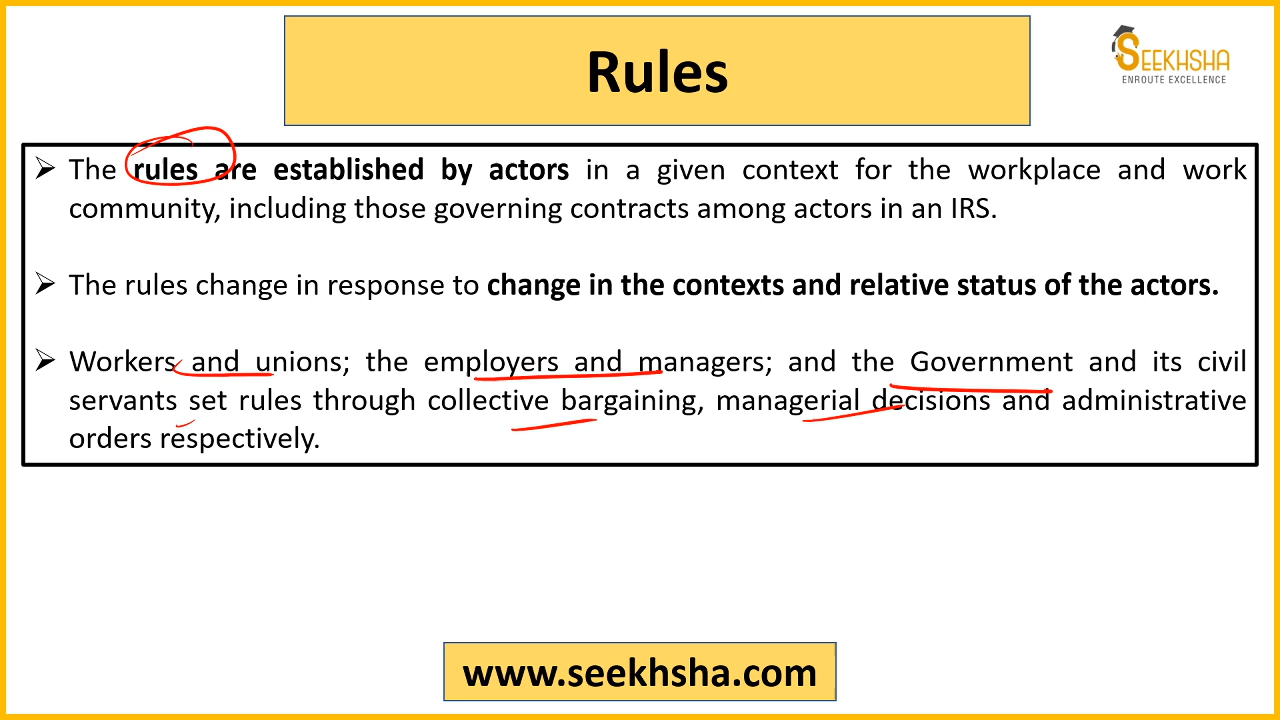 Rules
SEEKHSHA
ENROUTE EXCELLENCE
➢ The rules are established by actors in a given context for the workplace and work
community, including those governing contracts among actors in an IRS.
➢ The rules change in response to change in the contexts and relative status of the actors.
➢ Workers and unions; the employers and managers; and the Government and its civil
servants set rules through collective bargaining, managerial decisions and administrative
orders respectively.
www.seekhsha.com